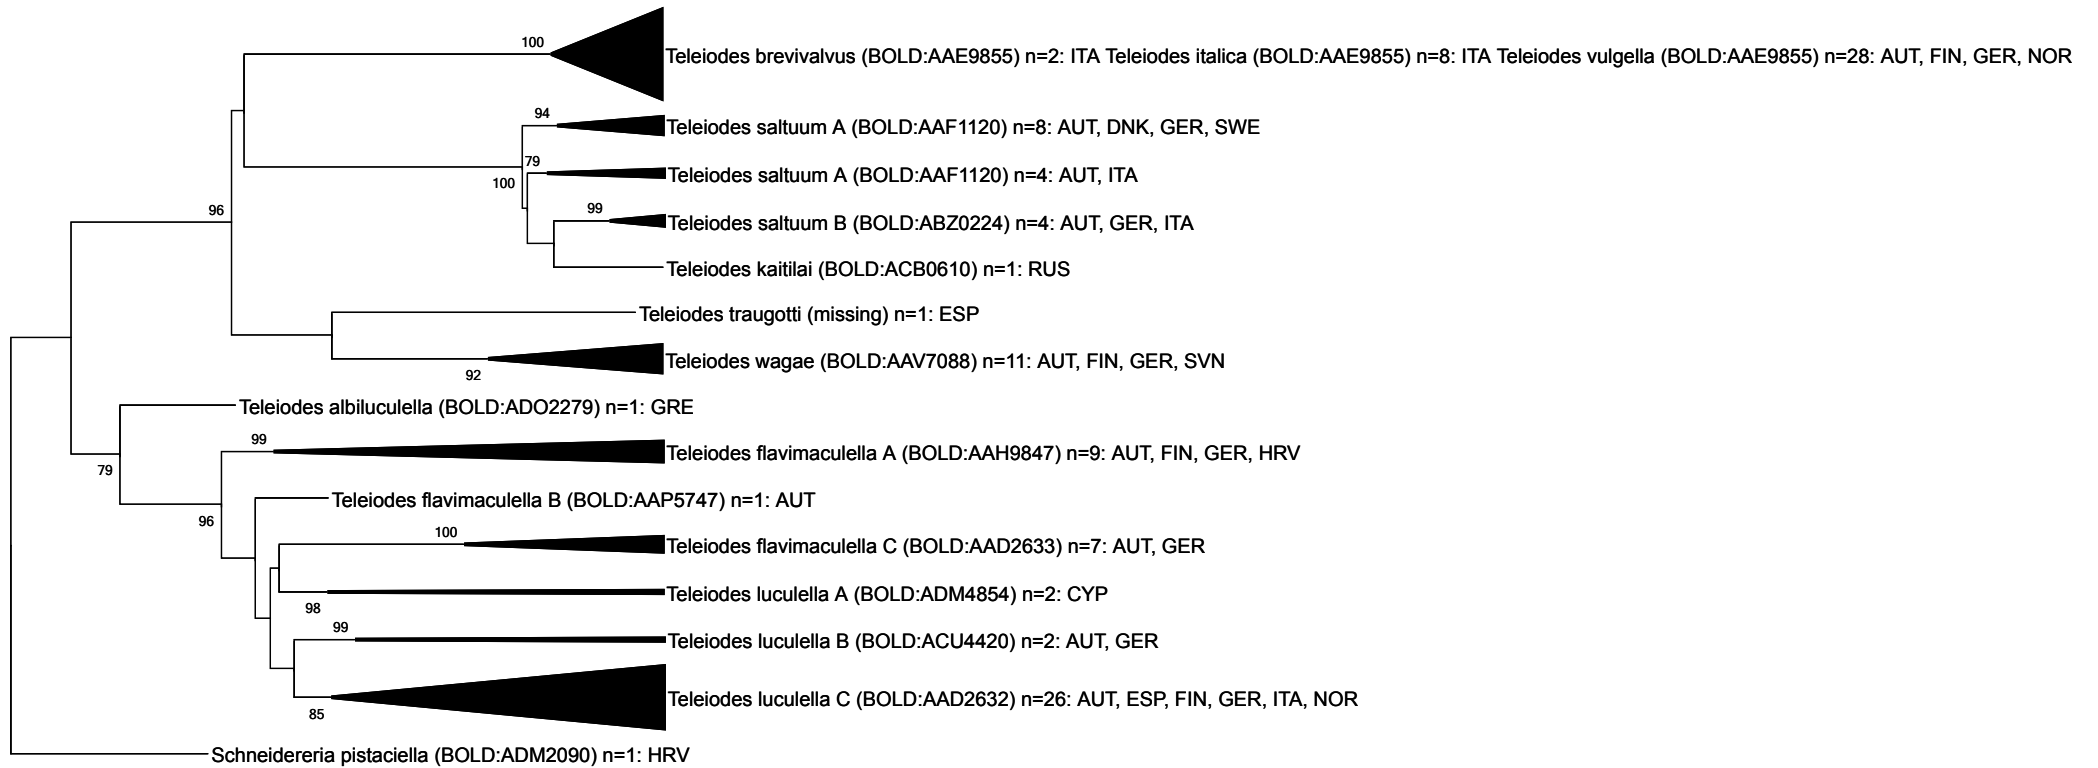 100
Teleiodes brevivalvus (BOLD:AAE9855) n=2: ITA Teleiodes italica (BOLD:AAE9855) n=8: ITA Teleiodes vulgella (BOLD:AAE9855) n=28: AUT, FIN, GER, NOR
94
Teleiodes saltuum A (BOLD:AAF1120) n=8: AUT, DNK, GER, SWE
79
Teleiodes saltuum A (BOLD:AAF1120) n=4: AUT, ITA
100
96
99
Teleiodes saltuum B (BOLD:ABZ0224) n=4: AUT, GER, ITA
Teleiodes kaitilai (BOLD:ACB0610) n=1: RUS
Teleiodes traugotti (missing) n=1: ESP
Teleiodes wagae (BOLD:AAV7088) n=11: AUT, FIN, GER, SVN
92
Teleiodes albiluculella (BOLD:ADO2279) n=1: GRE
99
Teleiodes flavimaculella A (BOLD:AAH9847) n=9: AUT, FIN, GER, HRV
79
Teleiodes flavimaculella B (BOLD:AAP5747) n=1: AUT
96
100
Teleiodes flavimaculella C (BOLD:AAD2633) n=7: AUT, GER
Teleiodes luculella A (BOLD:ADM4854) n=2: CYP
98
99
Teleiodes luculella B (BOLD:ACU4420) n=2: AUT, GER
Teleiodes luculella C (BOLD:AAD2632) n=26: AUT, ESP, FIN, GER, ITA, NOR
85
Schneidereria pistaciella (BOLD:ADM2090) n=1: HRV